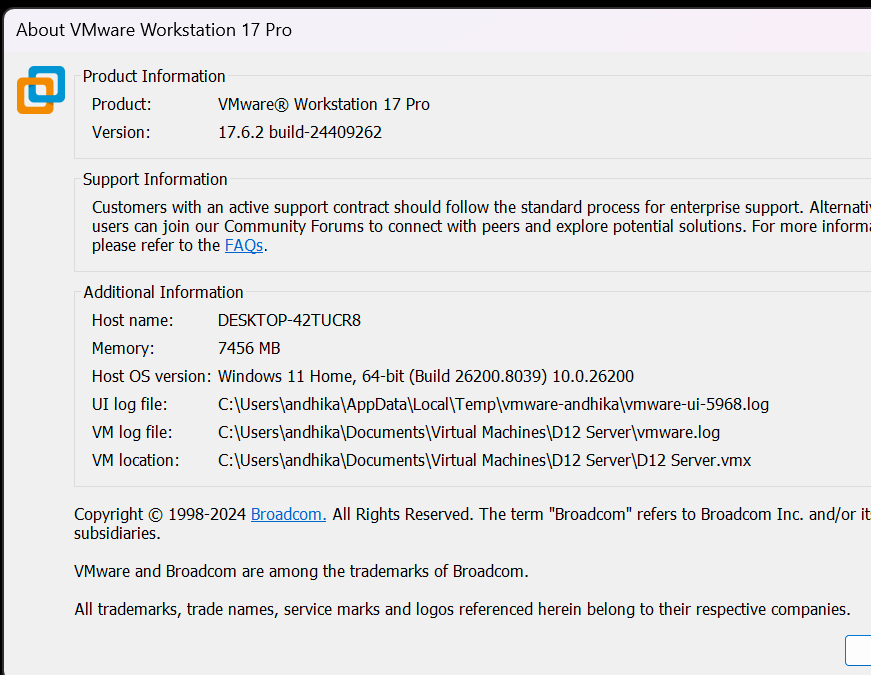 About VMware Workstation 17 Pro
Product Information
Product: VMware® Workstation 17 Pro
Version: 17.6.2 build-24409262
Support Information
Customers with an active support contract should follow the standard process for enterprise support.
users can join our Community Forums to connect with peers and explore potential solutions. For more
please refer to the FAQs.
Additional Information
Host name: DESKTOP-42TUCR8
Memory: 7456 MB
Host OS version: Windows 11 Home, 64-bit (Build 26200.8039) 10.0.26200
UI log file: C:\Users\andhika\AppData\Local\Temp\vmware-andhika\vmware-ui-5968.log
VM log file: C:\Users\andhika\Documents\Virtual Machines\D12 Server\vmware.log
VM location: C:\Users\andhika\Documents\Virtual Machines\D12 Server\D12 Server.vmx
Copyright © 1998-2024 Broadcom. All Rights Reserved. The term "Broadcom" refers to Broadcom Inc. and/or
subsidiaries.
VMware and Broadcom are among the trademarks of Broadcom.
All trademarks, trade names, service marks and logos referenced herein belong to their respective companies.